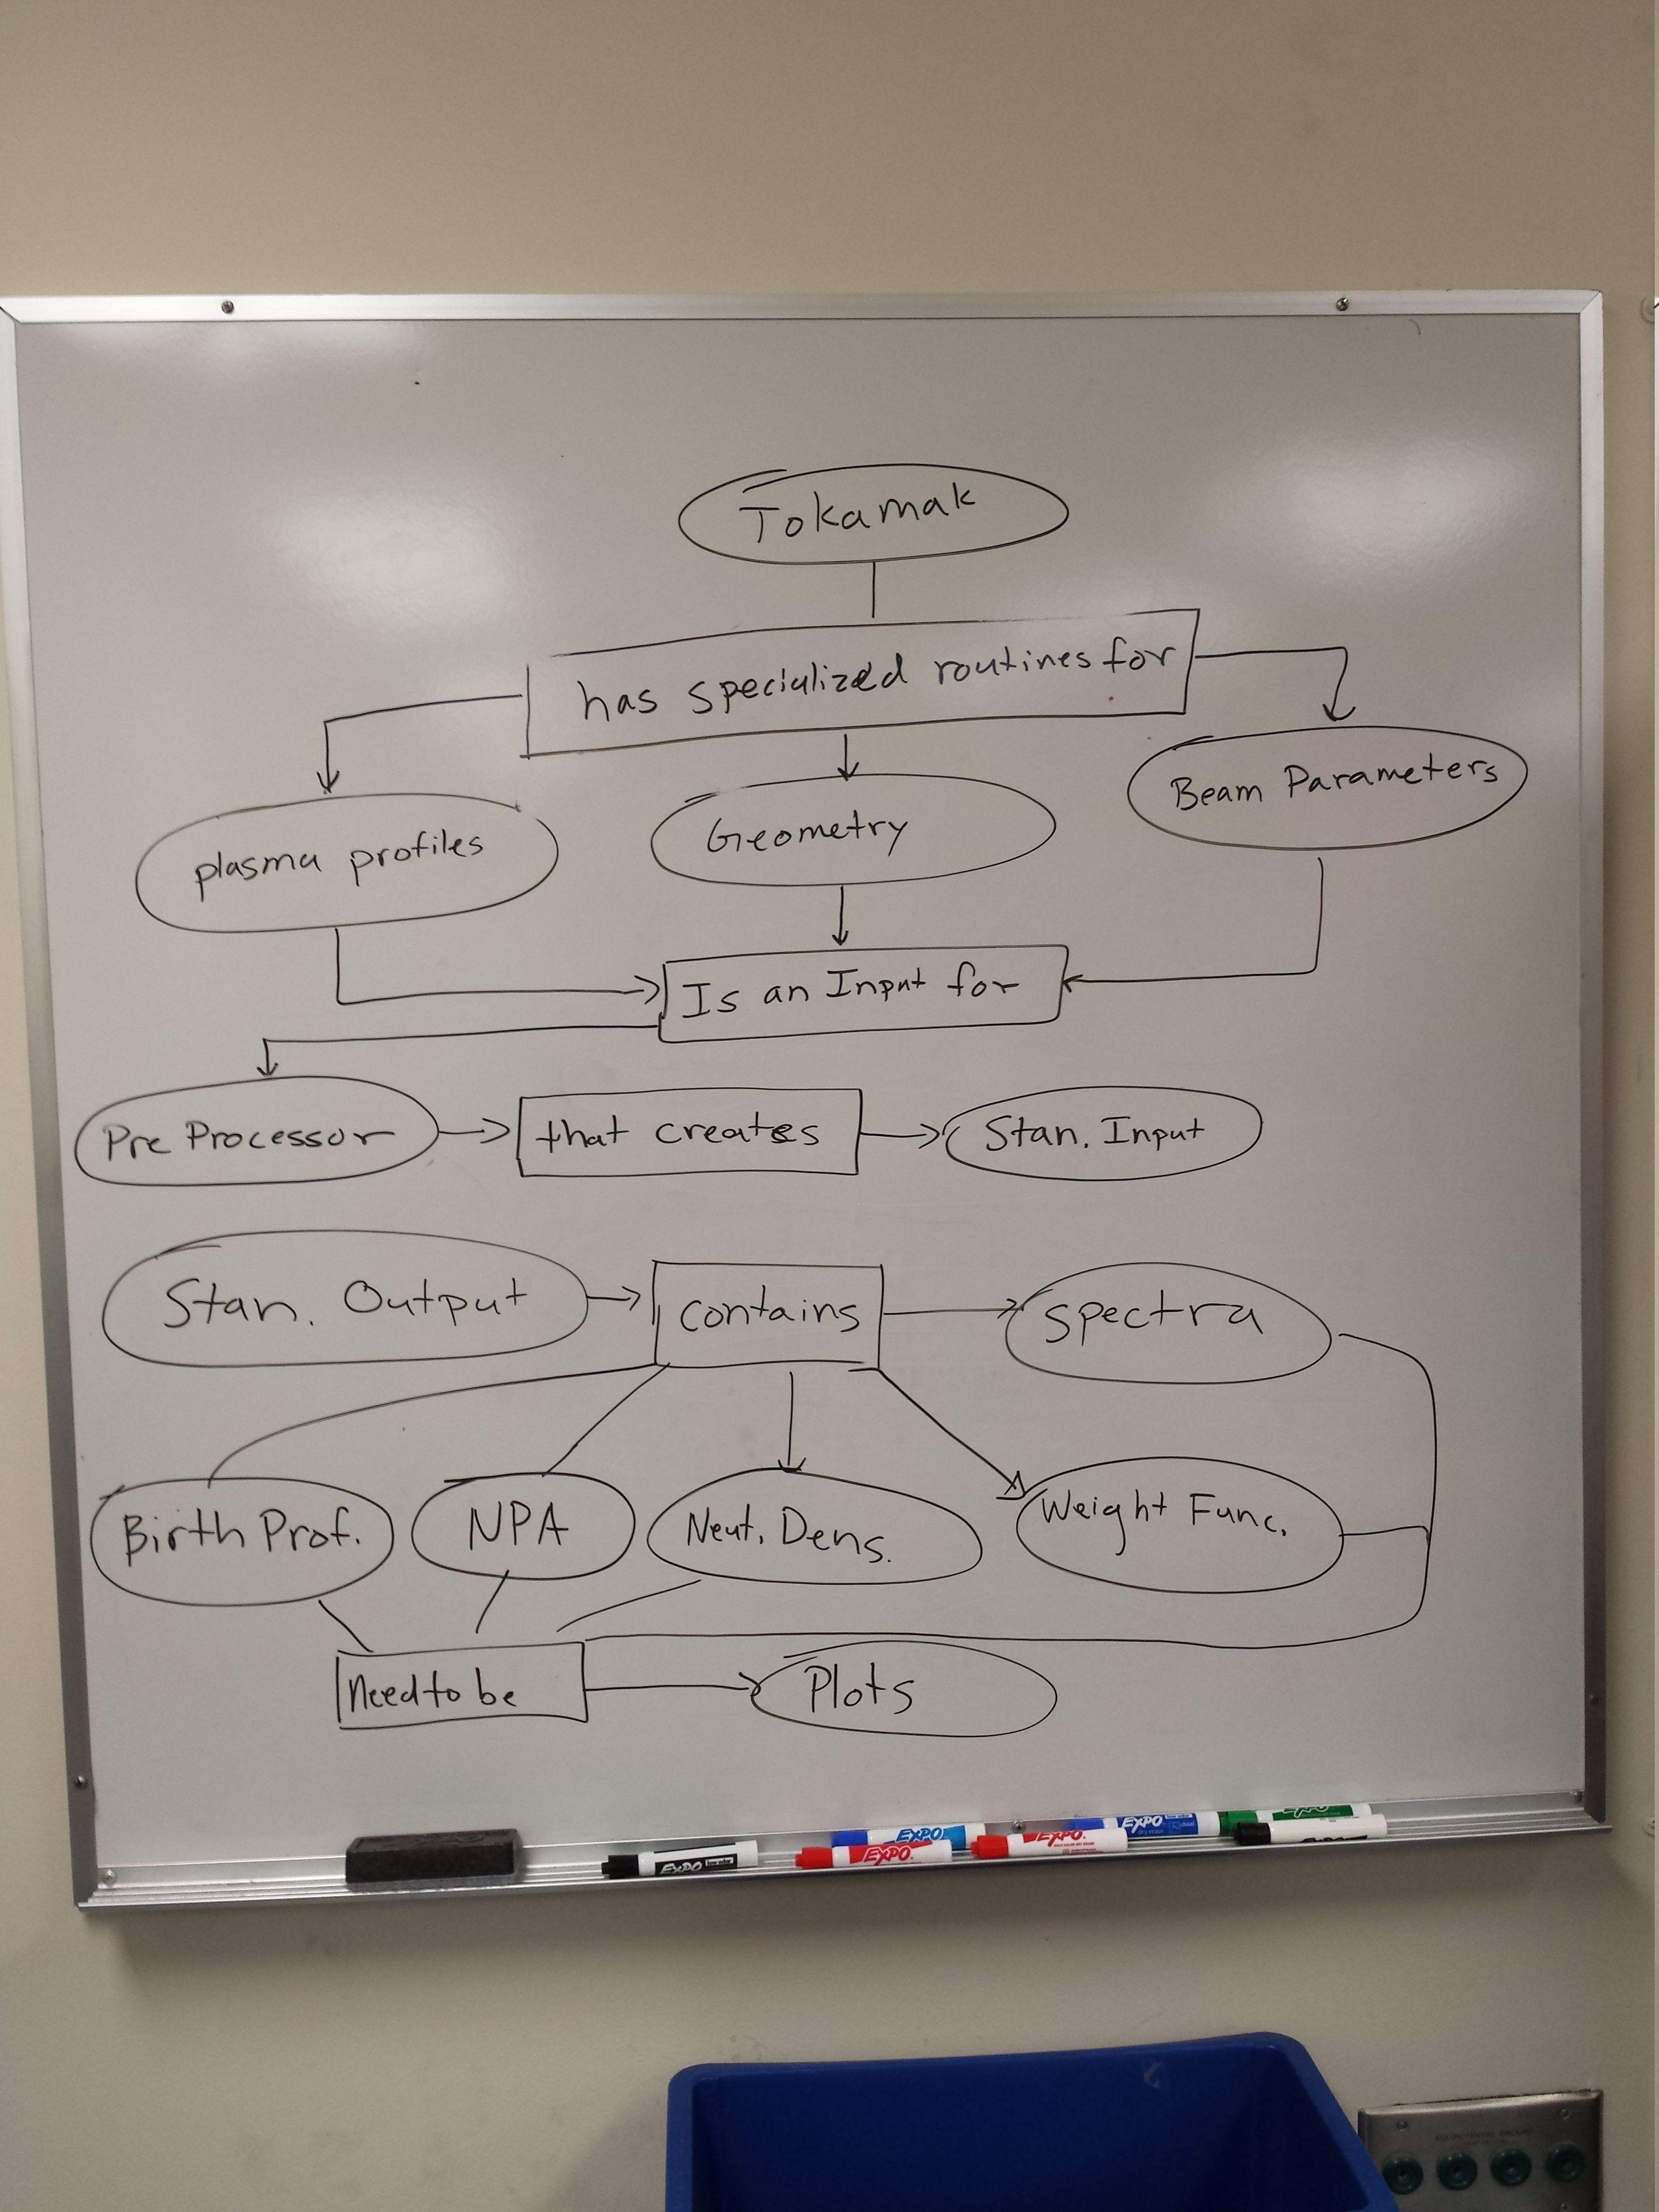 Tokamak
has specialized routines for
plasma profiles
Geometry
Beam Parameters
Is an Input for
Pre Processor
that creates
Stan. Input
Stan. Output
contains
spectra
Birth Prof.
NPA
Neut. Dens.
Weight Func.
Need to be
Plots
EXPO
EXPO
EXPO
EXPO
EXPO
EXPO